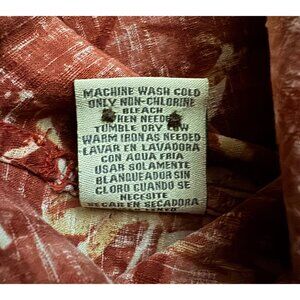 MACHINE WASH COLD
ONLY NON-CHLORINE
BLEACH
NEEDED
TUMBLE DRY LOW
WARM IRON AS NEEDED
LAVAR EN LAVADORA
CON AGUA FRIA
USAR SOLAMENTE
BLANQUEADOR SIN
CLORO CUANDO SE
NECESITE
SECAR EN SECADORA